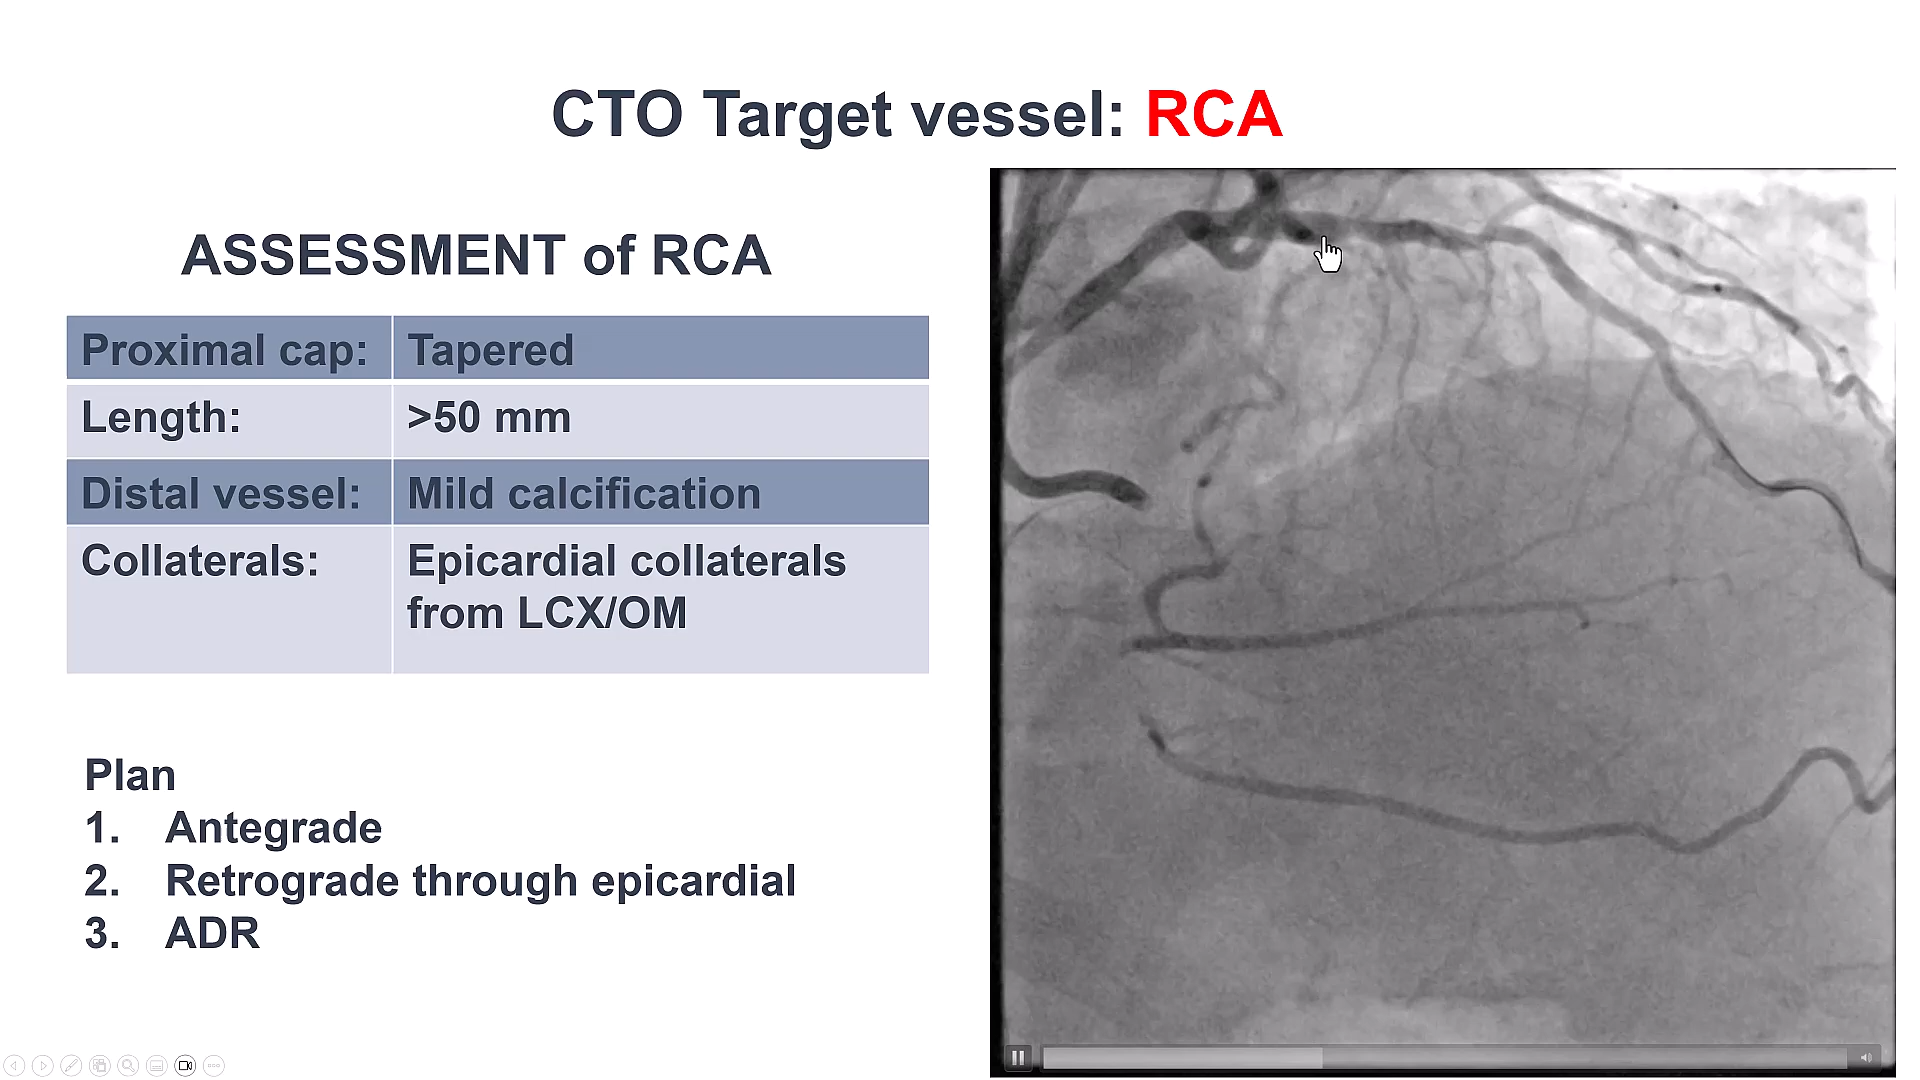 CTO Target vessel: RCA
ASSESSMENT of RCA
Proximal cap: Tapered
Length: >50 mm
Distal vessel: Mild calcification
Collaterals: Epicardial collaterals
from LCX/OM
Plan
1. Antegrade
2. Retrograde through epicardial
3. ADR